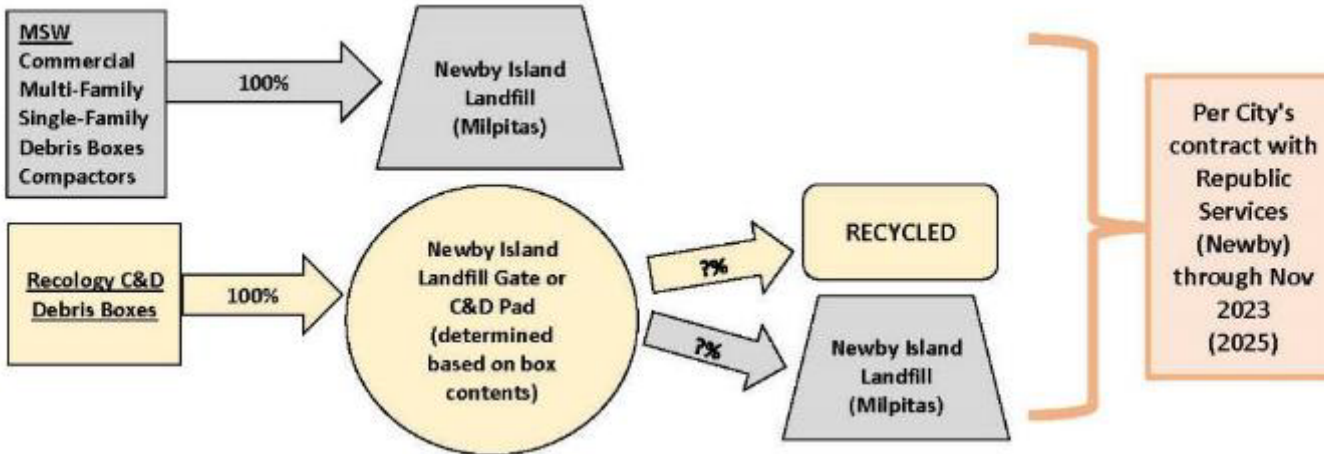 MSW
Commercial
Multi-Family
Single-Family
Debris Boxes
Compactors
100%
Newby Island
Landfill
(Milpitas)
Recology C&D
Debris Boxes
100%
Newby Island
Landfill Gate or
C&D Pad
(determined
based on box
contents)
?%
RECYCLED
?%
Newby Island
Landfill
(Milpitas)
Per City's
contract with
Republic
Services
(Newby)
through Nov
2023
(2025)